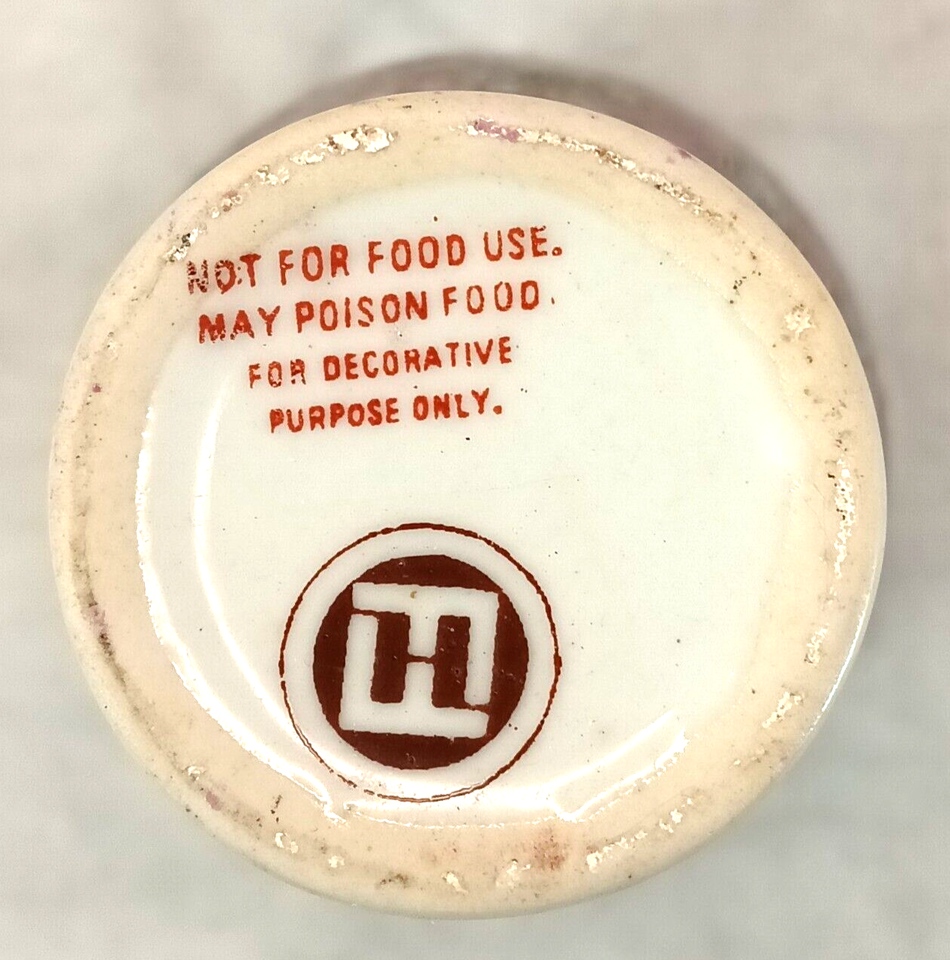 NOT FOR FOOD USE.
MAY POISON FOOD.
FOR DECORATIVE
PURPOSE ONLY.
H